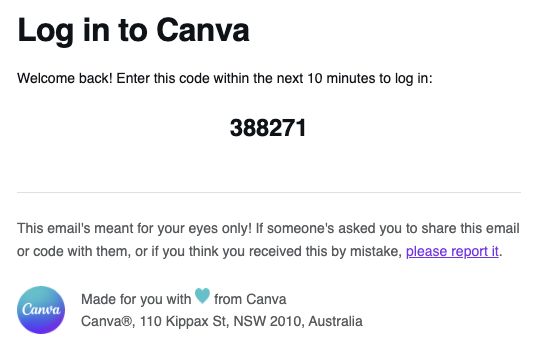 Log in to Canva
Welcome back! Enter this code within the next 10 minutes to log in:
388271
This email's meant for your eyes only! If someone's asked you to share this email
or code with them, or if you think you received this by mistake, please report it.
Canva
Made for you with 🩵 from Canva
Canva®, 110 Kippax St, NSW 2010, Australia